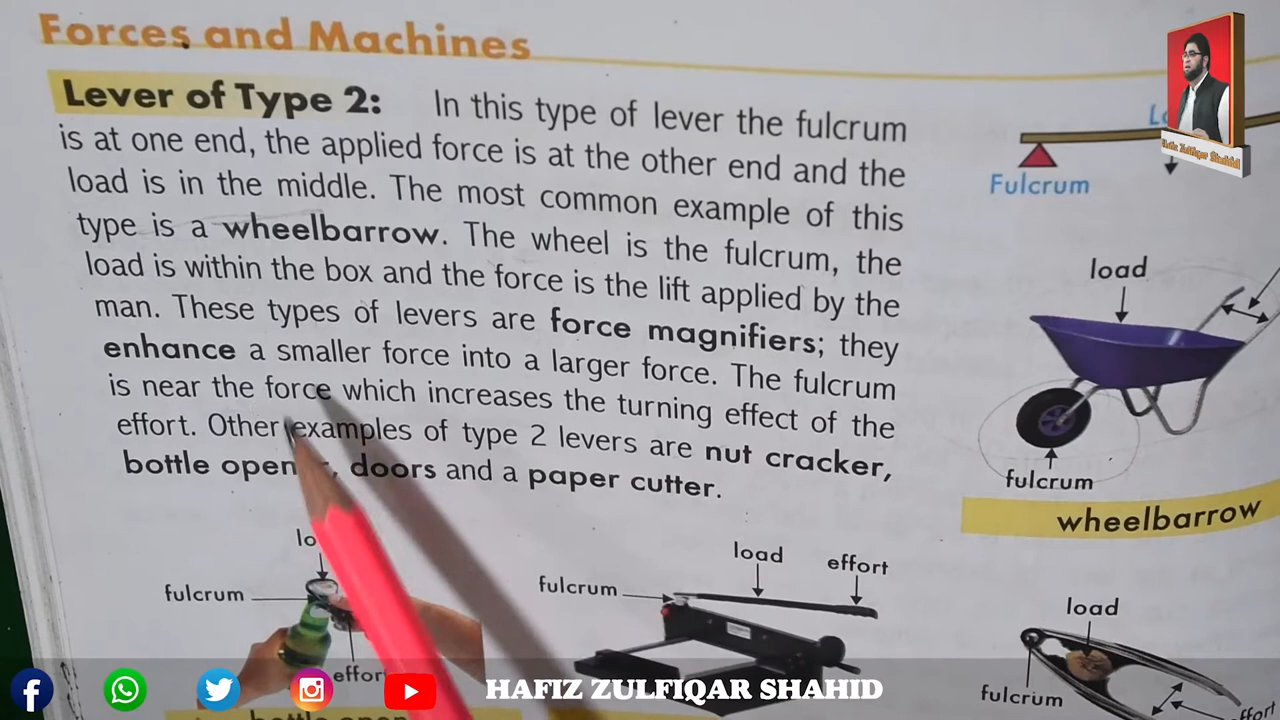 Forces and Machines
Lever of Type 2: In this type of lever the fulcrum
is at one end, the applied force is at the other end and the
load is in the middle. The most common example of this
type is a wheelbarrow. The wheel is the fulcrum, the
load is within the box and the force is the lift applied by the
man. These types of levers are force magnifiers; they
enhance a smaller force into a larger force. The fulcrum
is near the force which increases the turning effect of the
effort. Other examples of type 2 levers are nut cracker,
bottle open , doors and a paper cutter.
Hafiz Zulfiqar Shahid
Fulcrum
load
fulcrum
wheelbarrow
fulcrum
effort
fulcrum
load
effort
load
fulcrum
effort
HAFIZ ZULFIQAR SHAHID